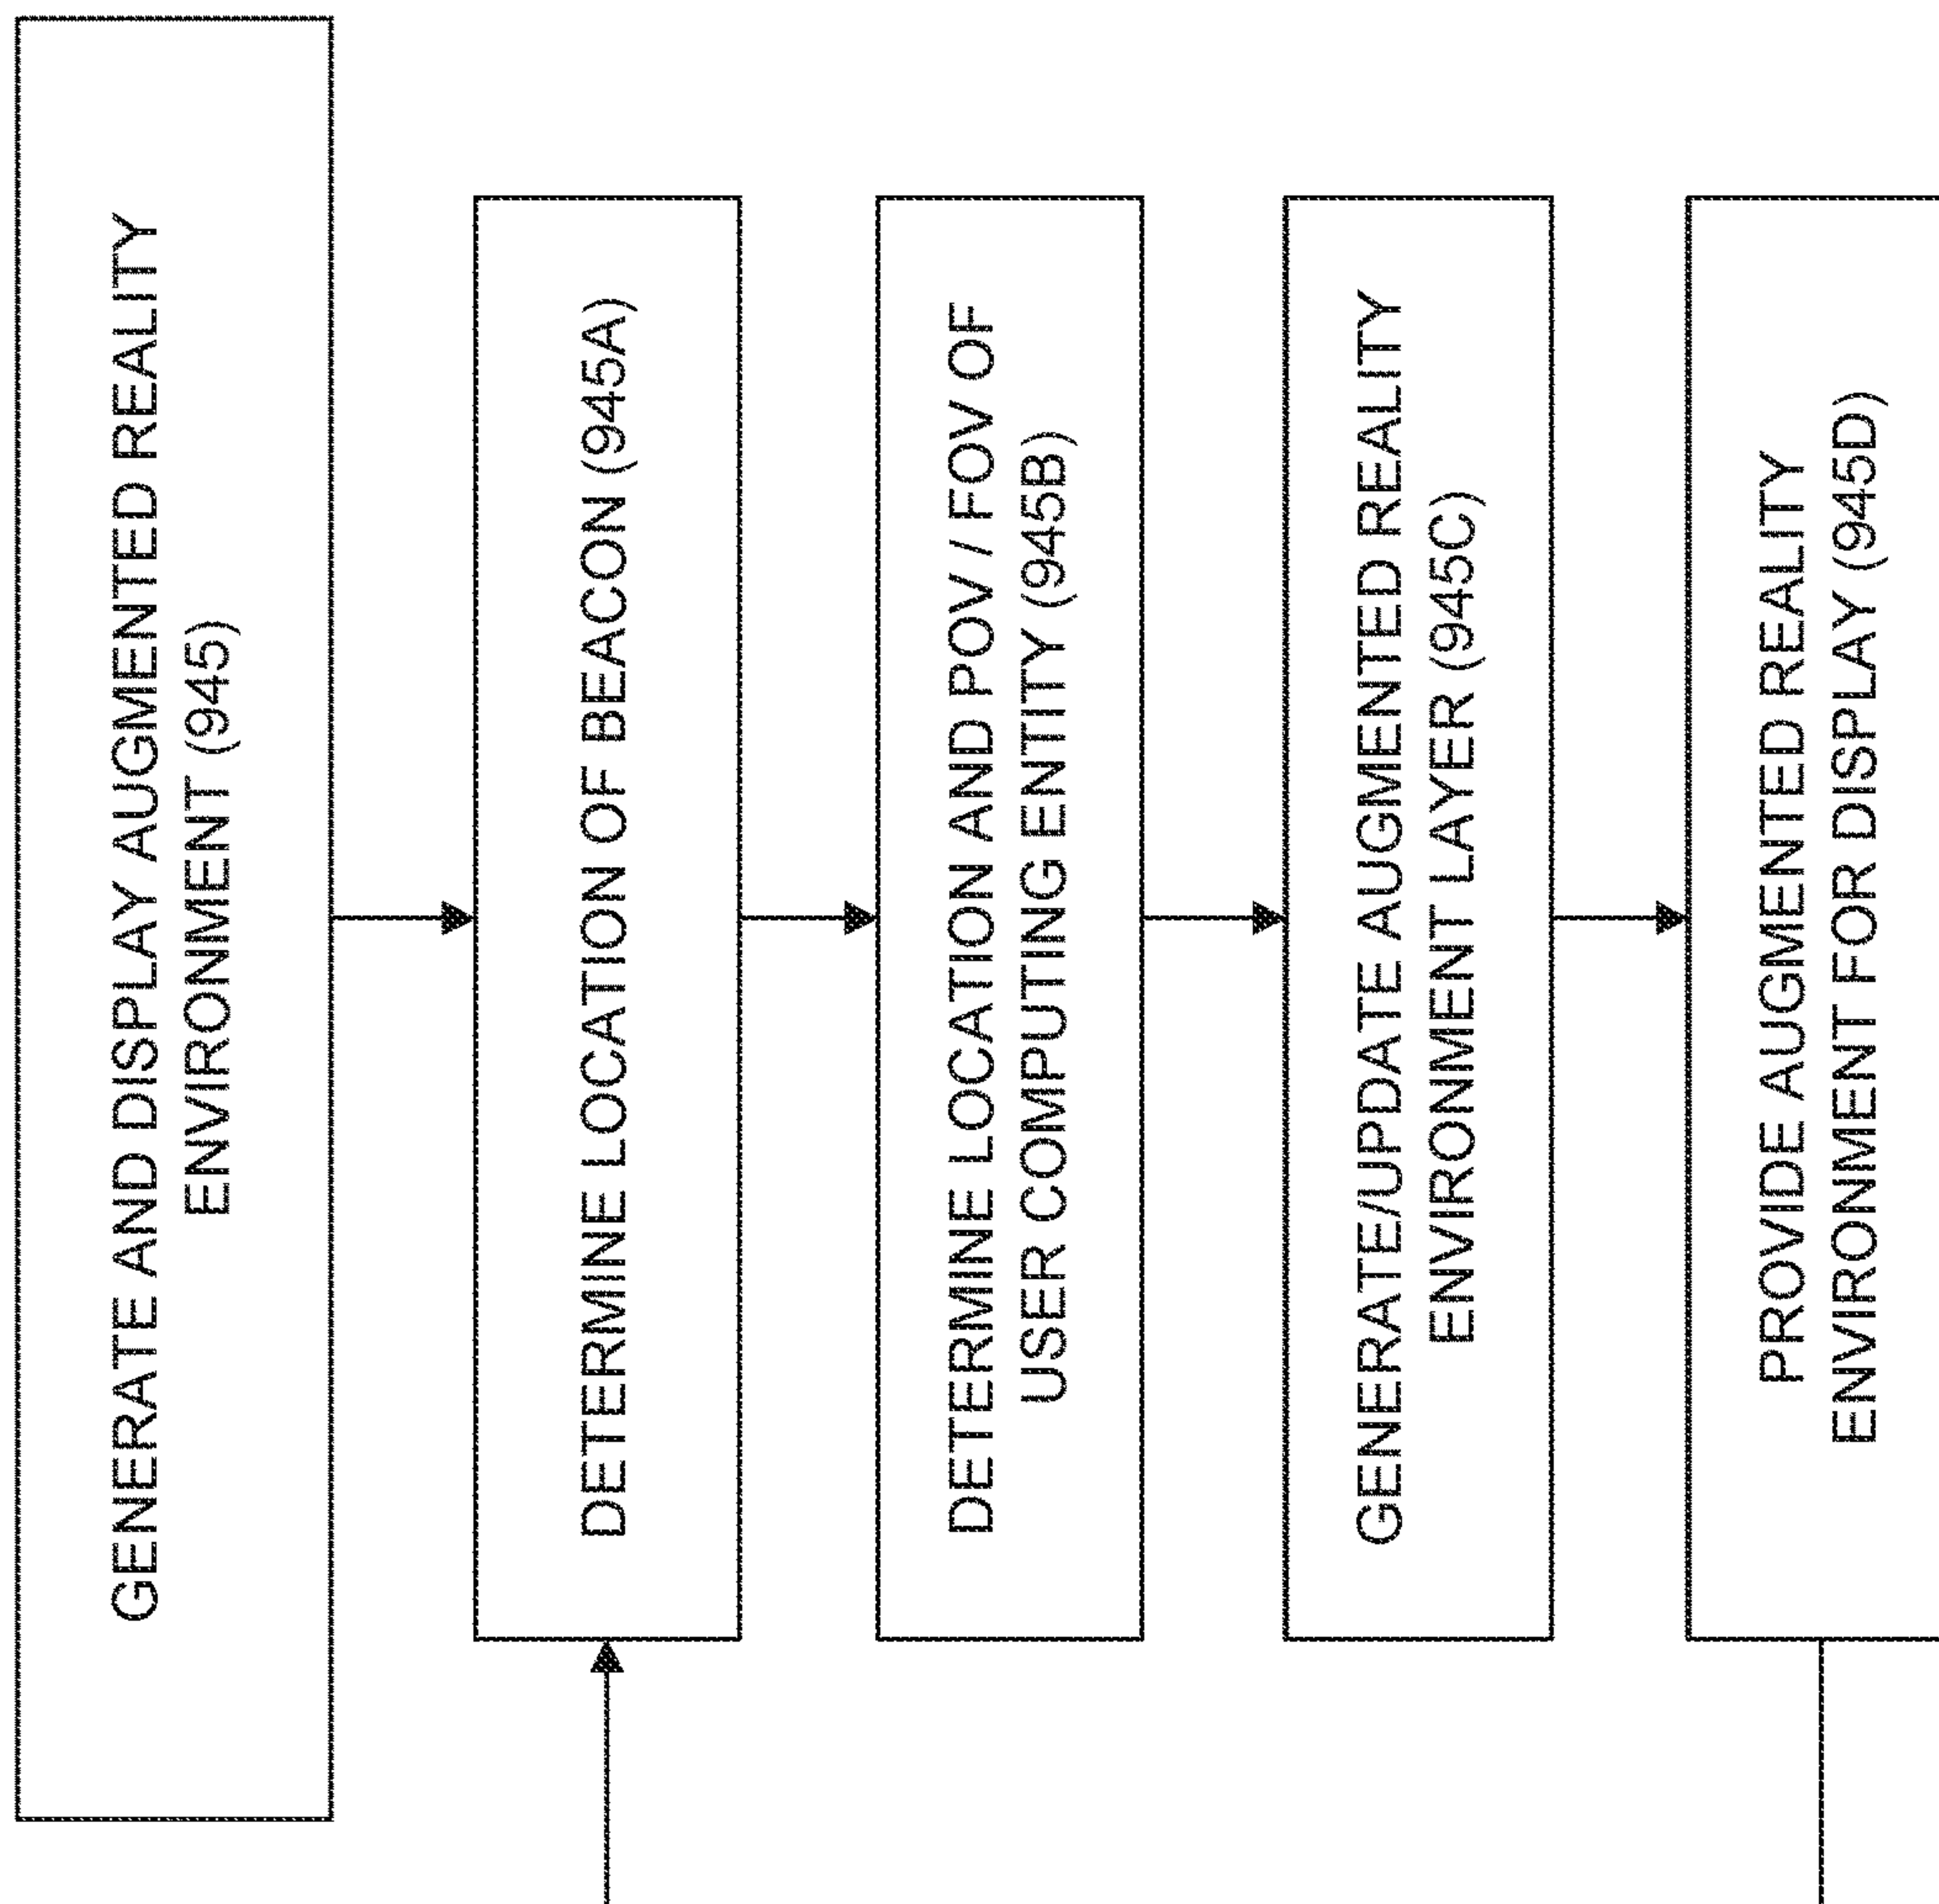 GENERATE AND DISPLAY AUGMENTED REALITY
ENVIRONMENT (945)
DETERMINE LOCATION OF BEACON (945A)
DETERMINE LOCATION AND POV / FOV OF
USER COMPUTING ENTITY (945B)
GENERATE/UPDATE AUGMENTED REALITY
ENVIRONMENT LAYER (945C)
PROVIDE AUGMENTED REALITY
ENVIRONMENT FOR DISPLAY (945D)